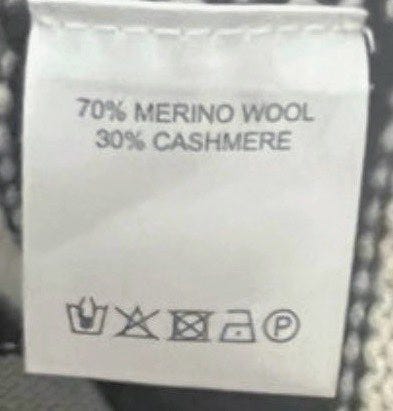 70% MERINO WOOL
30% CASHMERE
P